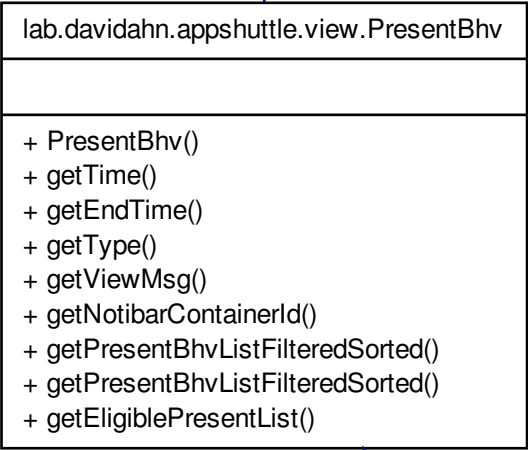 lab.davidahn.appshuttle.view.PresentBhv
+ PresentBhv()
+ getTime()
+ getEndTime()
+ getType()
+ getViewMsg()
+ getNotibarContainerId()
+ getPresentBhvListFilteredSorted()
+ getPresentBhvListFilteredSorted()
+ getEligiblePresentList()